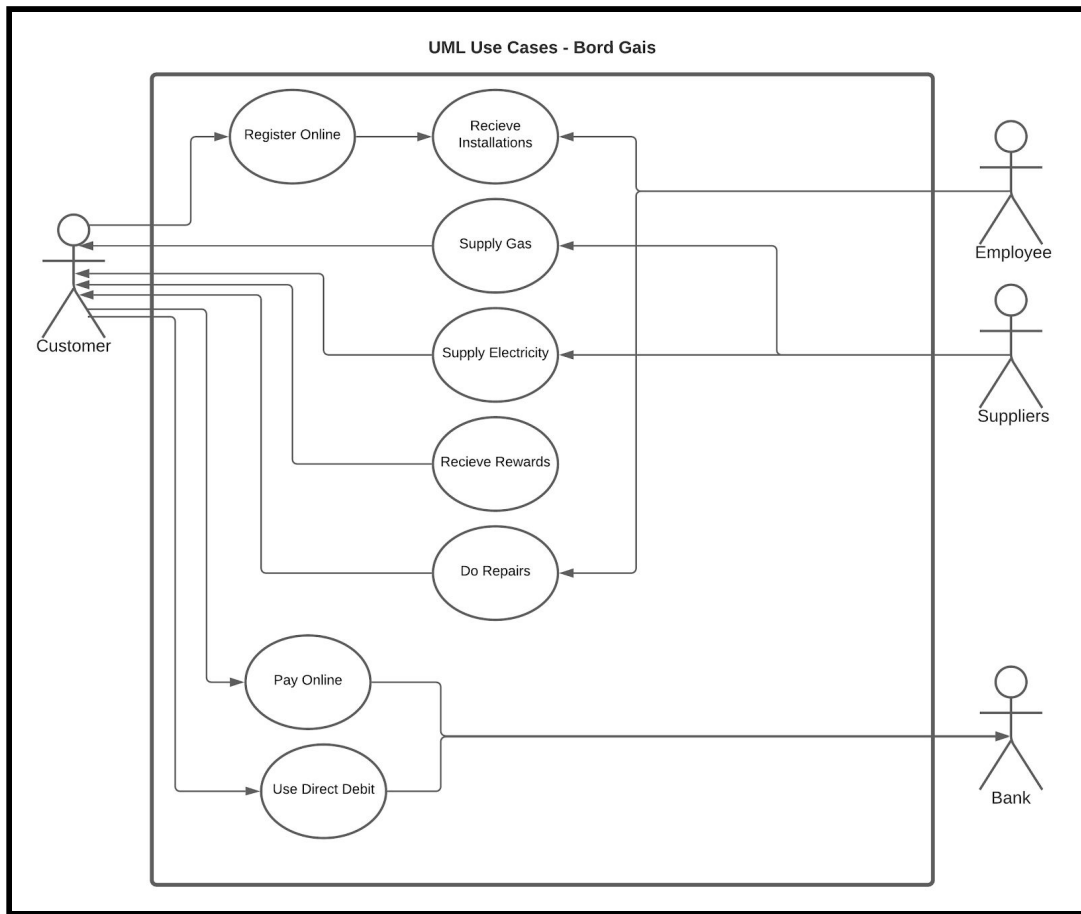 UML Use Cases - Bord Gais
Register Online
Recieve
Installations
Supply Gas
Employee
Customer
Supply Electricity
Suppliers
Recieve Rewards
Do Repairs
Pay Online
Use Direct Debit
Bank